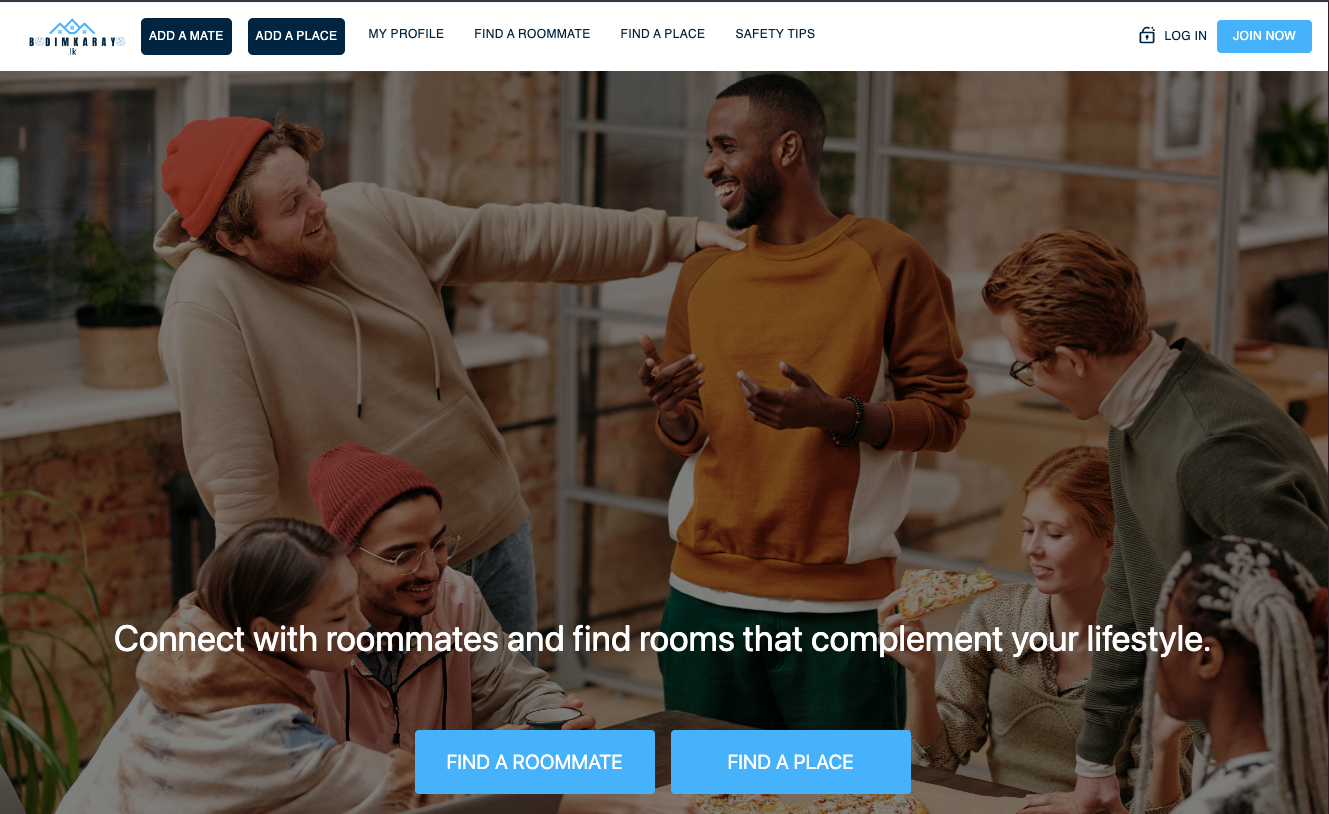 BODIMKARAYO
lk
ADD A MATE
ADD A PLACE
MY PROFILE
FIND A ROOMMATE
FIND A PLACE
SAFETY TIPS
LOG IN
JOIN NOW
Connect with roommates and find rooms that complement your lifestyle.
FIND A ROOMMATE
FIND A PLACE